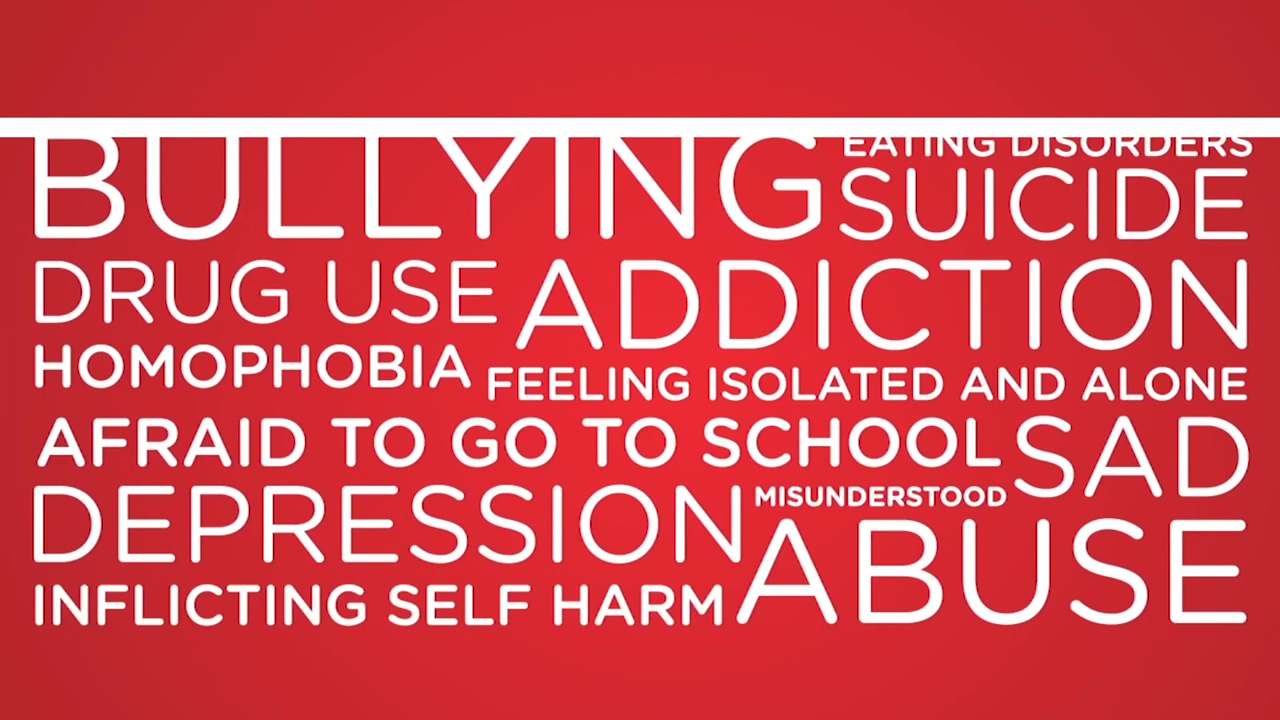 BULLYING EATING DISORDERS
SUICIDE
DRUG USE ADDICTION
HOMOPHOBIA FEELING ISOLATED AND ALONE
AFRAID TO GO TO SCHOOL SAD
DEPRESSION MISUNDERSTOOD
ABUSE
INFLICTING SELF HARM